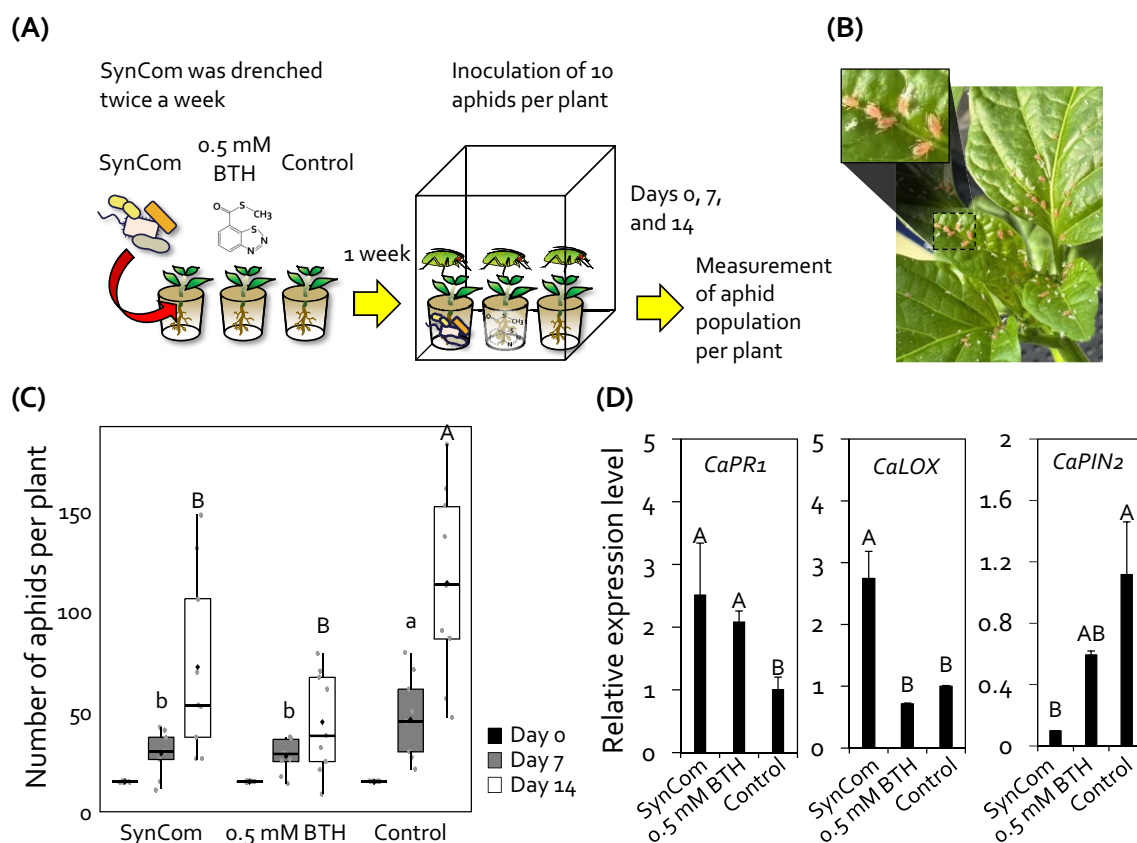 (A)
SynCom was drenched
twice a week
SynCom
0.5 mM
BTH
Control
O
S
CH3
S
N
N
1 week
Inoculation of 10
aphids per plant
Days 0, 7,
and 14
Measurement
of aphid
population
per plant
(B)
(C)
Number of aphids per plant
150
100
50
0
b
B
b
B
a
A
Day 0
Day 7
Day 14
SynCom
0.5 mM BTH
Control
(D)
Relative expression level
5
4
3
2
1
0
CaPR1
A
A
B
SynCom
0.5 mM BTH
Control
5
4
3
2
1
0
CaLOX
A
B
B
SynCom
0.5 mM BTH
Control
2
1.6
1.2
0.8
0.4
0
CaPIN2
B
AB
A
SynCom
0.5 mM BTH
Control